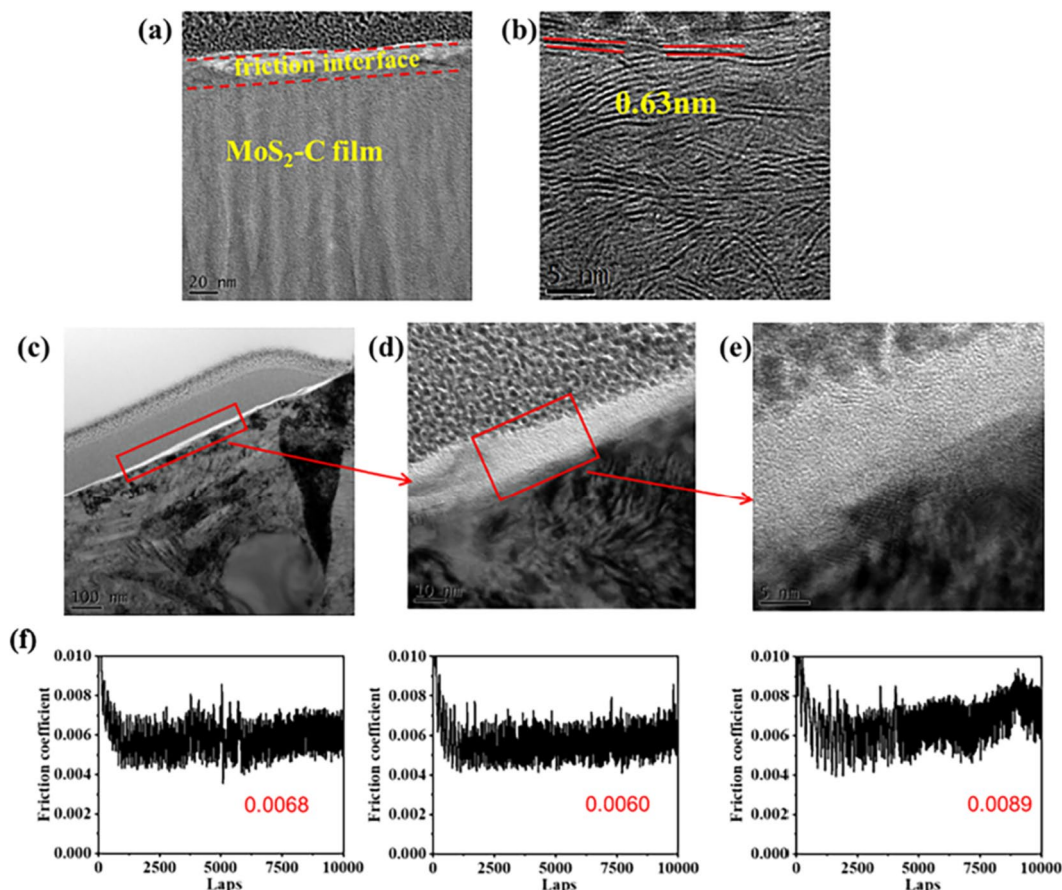 (a)
friction interface
MoS₂-C film
20 nm
(b)
0.63nm
5 nm
(c)
100 nm
(d)
10 nm
(e)
5 nm
(f)
Friction coefficient
0.010
0.008
0.006
0.004
0.002
0.000
0.0068
0 2500 5000 7500 10000
Laps
Friction coefficient
0.010
0.008
0.006
0.004
0.002
0.000
0.0060
0 2500 5000 7500 10000
Laps
Friction coefficient
0.010
0.008
0.006
0.004
0.002
0.000
0.0089
0 2500 5000 7500 10000
Laps